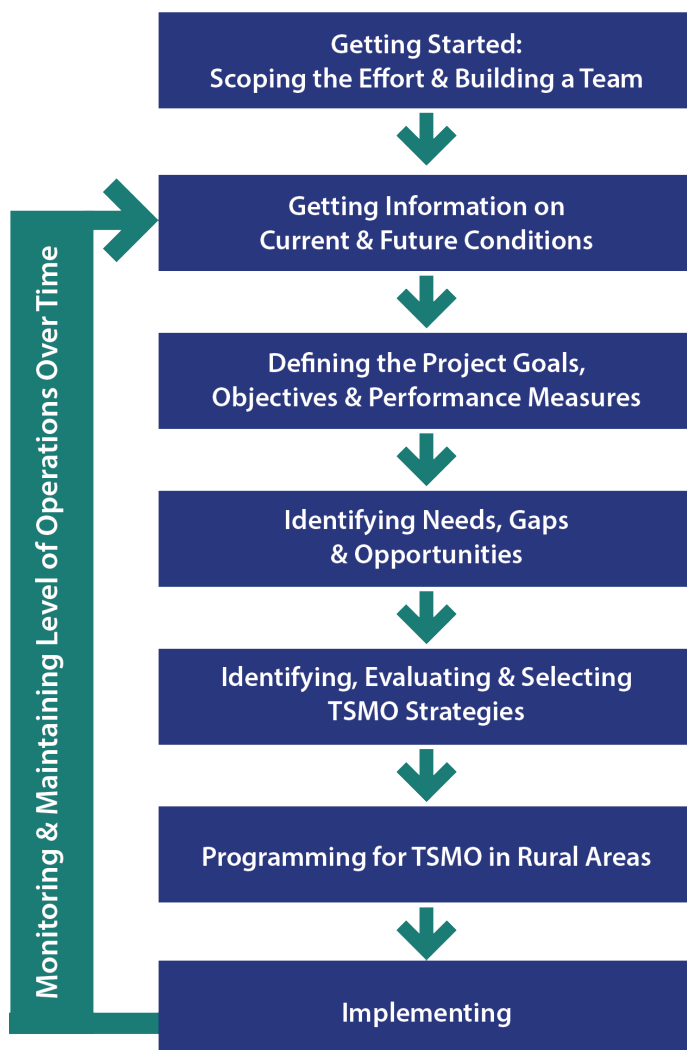 Getting Started:
Scoping the Effort & Building a Team
Getting Information on
Current & Future Conditions
Defining the Project Goals,
Objectives & Performance Measures
Identifying Needs, Gaps
& Opportunities
Identifying, Evaluating & Selecting
TSMO Strategies
Programming for TSMO in Rural Areas
Implementing
Monitoring & Maintaining Level of Operations Over Time